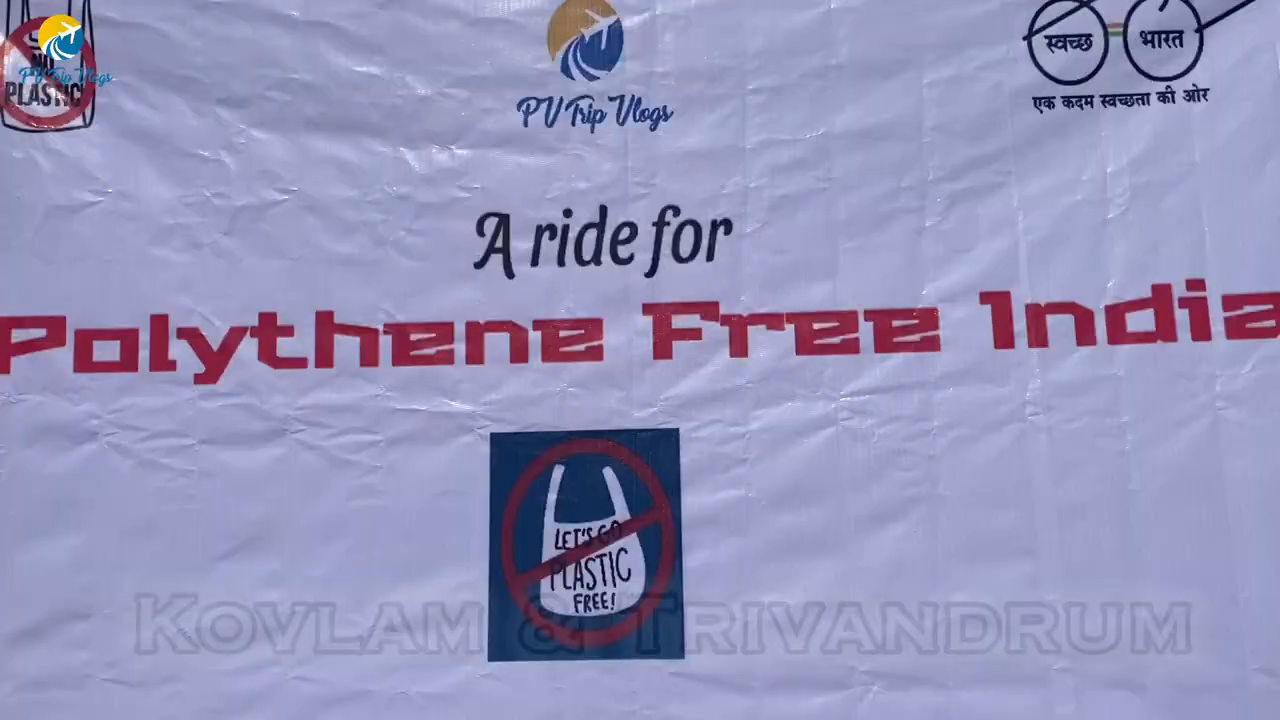 NO
PLASTIC
PV Trip Vlogs
PV Trip Vlogs
स्वच्छ भारत
एक कदम स्वच्छता की ओर
A ride for
Polythene Free India
LET'S GO
PLASTIC
FREE!
KOVLAM & TRIVANDRUM